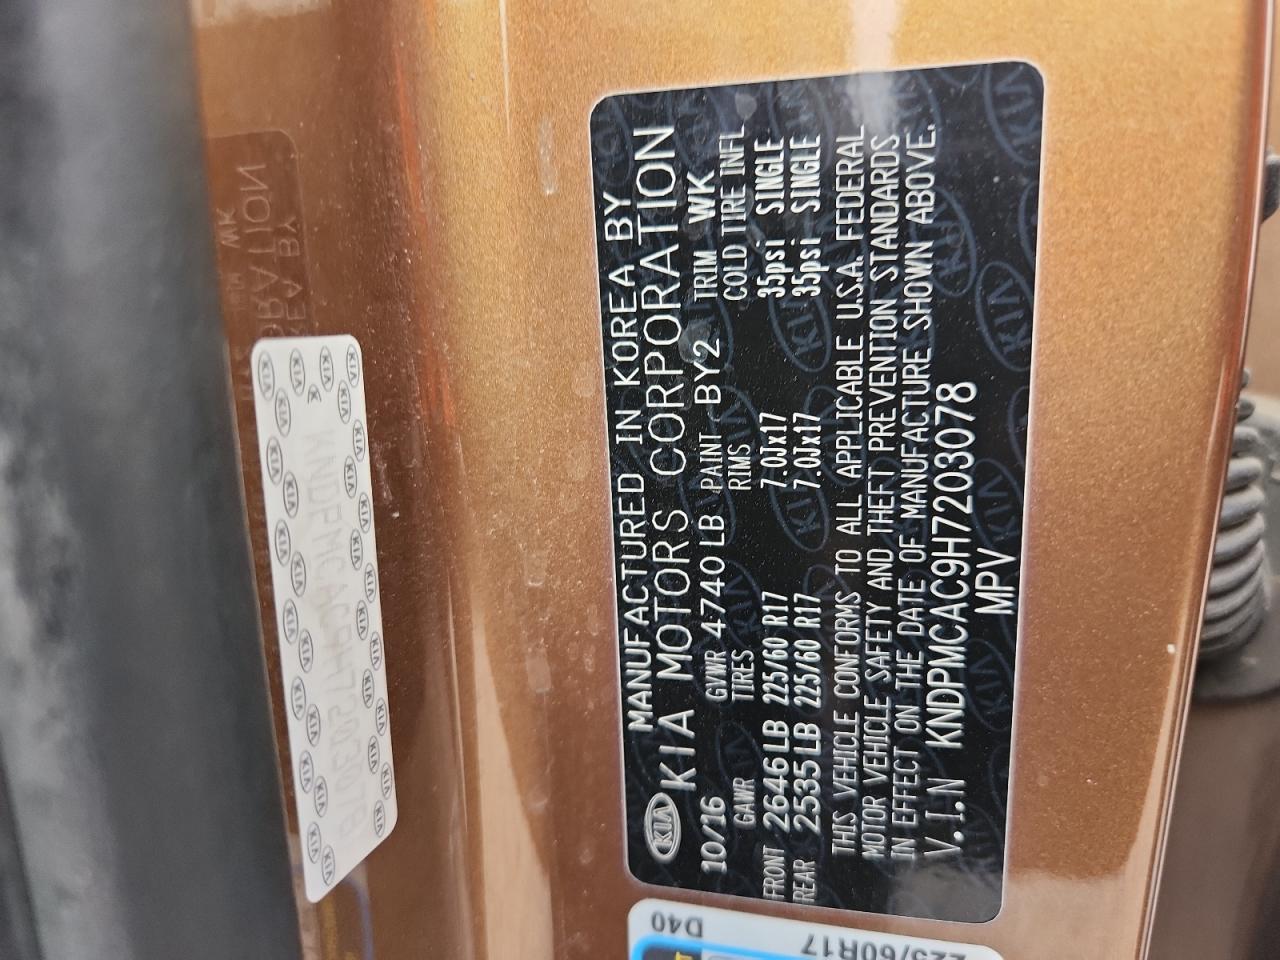 MANUFACTURED IN KOREA BY
KIA KIA MOTORS CORPORATION
10/16 GVWR 4740LB PAINT BY2 TRIM WK
GAWR TIRES RIMS COLD TIRE INFL
FRONT 2646LB 225/60 R17 7.0Jx17 35psi SINGLE
REAR 2535LB 225/60 R17 7.0Jx17 35psi SINGLE
THIS VEHICLE CONFORMS TO ALL APPLICABLE U.S.A. FEDERAL
MOTOR VEHICLE SAFETY AND THEFT PREVENTION STANDARDS
IN EFFECT ON THE DATE OF MANUFACTURE SHOWN ABOVE.
V.I.N KNDPMCAC9H7203078
MPV
KNDPMCAC9H7203078
D40
225/60R17